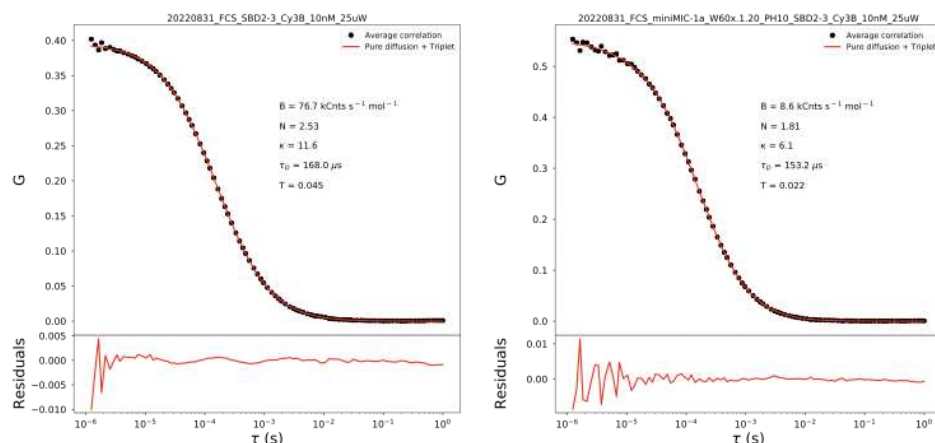 20220831_FCS_SBD2-3_Cy3B_10nM_25uW
Average correlation
Pure diffusion + Triplet
B = 76.7 kCnts s⁻¹ mol⁻¹
N = 2.53
κ = 11.6
τ_D = 168.0 μs
T = 0.045
G
0.40
0.35
0.30
0.25
0.20
0.15
0.10
0.05
0.00
Residuals
0.005
0.000
−0.005
−0.010
10⁻⁶ 10⁻⁵ 10⁻⁴ 10⁻³ 10⁻² 10⁻¹ 10⁰
τ (s)
20220831_FCS_miniMIC-1a_W60x.1.20_PH10_SBD2-3_Cy3B_10nM_25uW
Average correlation
Pure diffusion + Triplet
B = 8.6 kCnts s⁻¹ mol⁻¹
N = 1.81
κ = 6.1
τ_D = 153.2 μs
T = 0.022
G
0.5
0.4
0.3
0.2
0.1
0.0
Residuals
0.01
0.00
10⁻⁶ 10⁻⁵ 10⁻⁴ 10⁻³ 10⁻² 10⁻¹ 10⁰
τ (s)